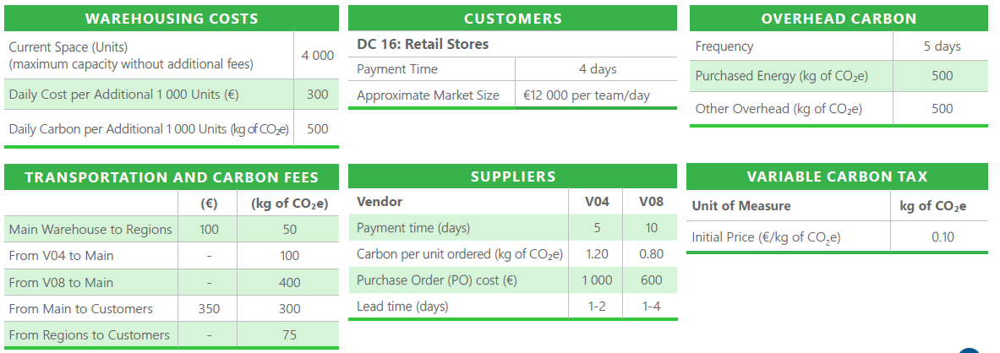 WAREHOUSING COSTS
Current Space (Units)
(maximum capacity without additional fees) 4 000
Daily Cost per Additional 1 000 Units (€) 300
Daily Carbon per Additional 1 000 Units (kg of CO₂e) 500
CUSTOMERS
DC 16: Retail Stores
Payment Time 4 days
Approximate Market Size €12 000 per team/day
OVERHEAD CARBON
Frequency 5 days
Purchased Energy (kg of CO₂e) 500
Other Overhead (kg of CO₂e) 500
TRANSPORTATION AND CARBON FEES
(€) (kg of CO₂e)
Main Warehouse to Regions 100 50
From V04 to Main - 100
From V08 to Main - 400
From Main to Customers 350 300
From Regions to Customers - 75
SUPPLIERS
Vendor V04 V08
Payment time (days) 5 10
Carbon per unit ordered (kg of CO₂e) 1.20 0.80
Purchase Order (PO) cost (€) 1 000 600
Lead time (days) 1-2 1-4
VARIABLE CARBON TAX
Unit of Measure kg of CO₂e
Initial Price (€/kg of CO₂e) 0.10